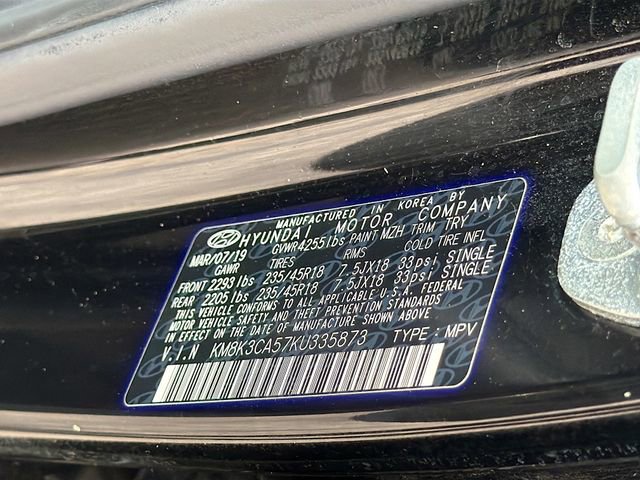 MANUFACTURED IN KOREA BY
HYUNDAI MOTOR COMPANY
MAR/07/19 GVWR4255lbs PAINT MZH TRIM TRY
GAWR TIRES RIMS COLD TIRE INFL
FRONT 2293 lbs 235/45R18 7.5JX18 33psi SINGLE
REAR 2205 lbs 235/45R18 7.5JX18 33psi SINGLE
THIS VEHICLE CONFORMS TO ALL APPLICABLE U.S.A. FEDERAL
MOTOR VEHICLE SAFETY AND THEFT PREVENTION STANDARDS
IN EFFECT ON THE DATE OF MANUFACTURE SHOWN ABOVE
V.I.N KM8K3CA57KU335873 TYPE : MPV